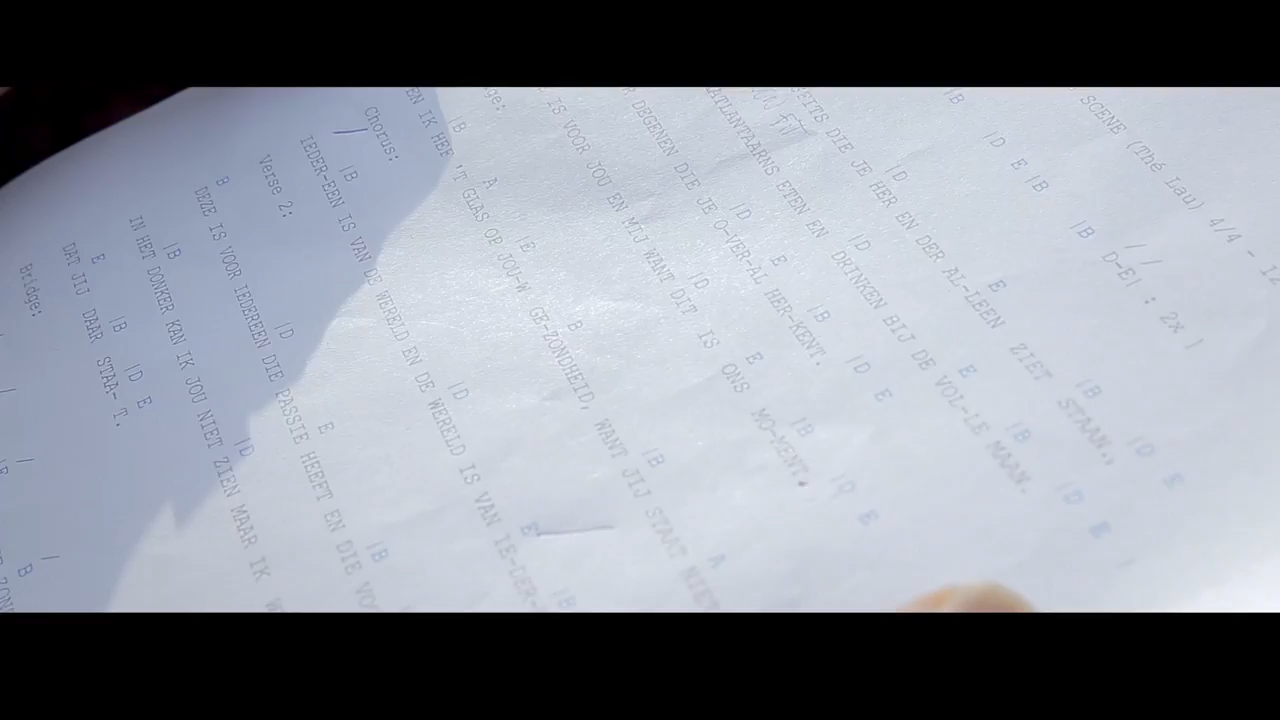 SCENE (Thé Lau) 4/4 - 12
/ /
|B D-E| : 2x |
|D E |B
|B
E |B |D E
DIE JE HER EN DER AL-LEEN ZIET STAAN.,
|D E |B |D E |
ETEN EN DRINKEN BIJ DE VOL-LE MAAN.
|D E |B |D E
DEGENEN DIE JE O-VER-AL HER-KENT.
|D E |B |D E
IS VOOR JOU EN MIJ WANT DIT IS ONS MO-MENT.
|B A |E B |B A
EN IK HEF 'T GLAS OP JOU-W GE-ZONDHEID, WANT JIJ STAAT NIET
Chorus:
/ |B |D E |B
IEDER-EEN IS VAN DE WERELD EN DE WERELD IS VAN IE-DER-
Verse 2:
B |D E |B
DEZE IS VOOR IEDEREEN DIE PASSIE HEEFT EN DIE
|B |D
IN HET DONKER KAN IK JOU NIET ZIEN MAAR IK
E |B |D E
DAT JIJ DAAR STAA- T.
Bridge:
/ / /
B